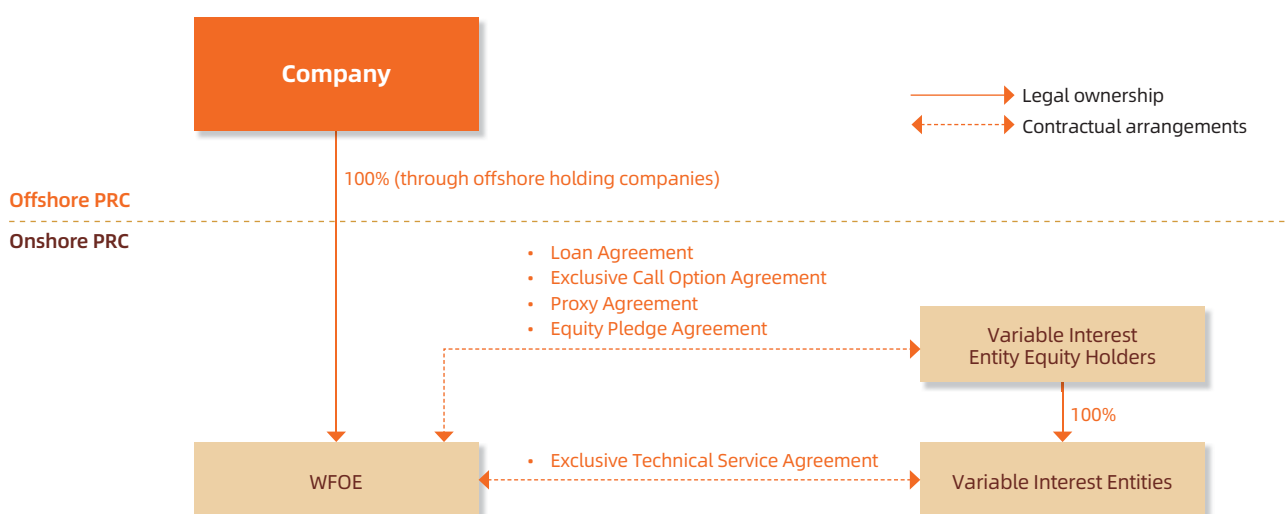 Company
Legal ownership
Contractual arrangements
100% (through offshore holding companies)
Offshore PRC
Onshore PRC
• Loan Agreement
• Exclusive Call Option Agreement
• Proxy Agreement
• Equity Pledge Agreement
Variable Interest
Entity Equity Holders
100%
WFOE
• Exclusive Technical Service Agreement
Variable Interest Entities